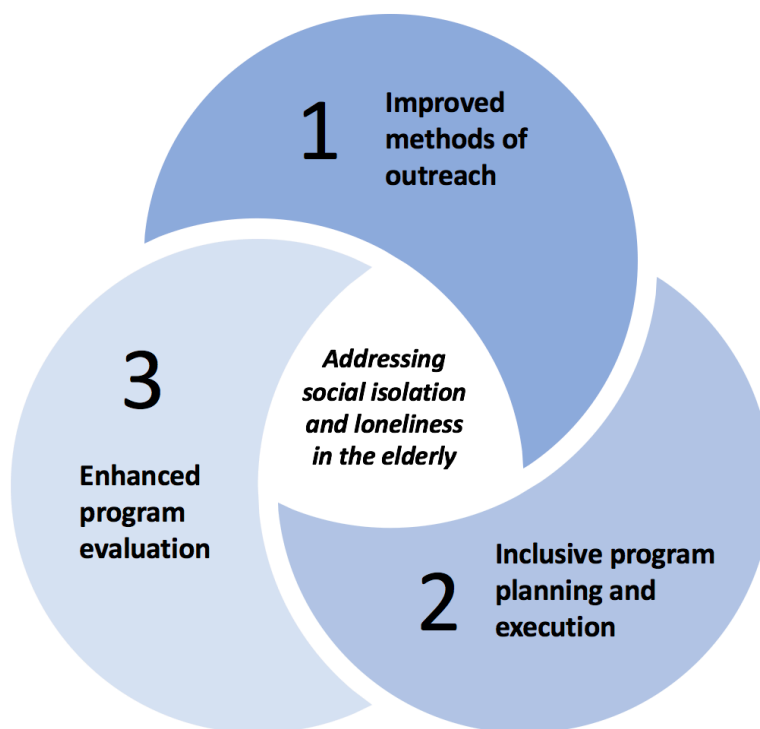 1
Improved
methods of
outreach
Addressing
social isolation
and loneliness
in the elderly
2
Inclusive program
planning and
execution
3
Enhanced
program
evaluation